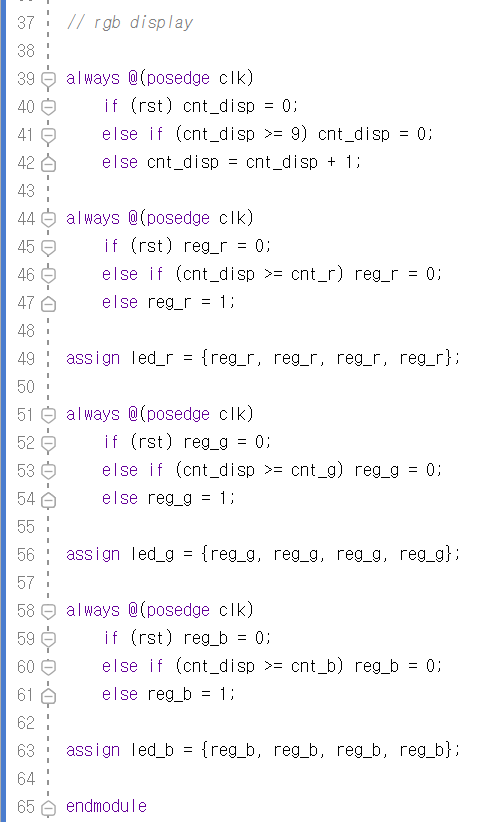 37 // rgb display
38
39 always @(posedge clk)
40 if (rst) cnt_disp = 0;
41 else if (cnt_disp >= 9) cnt_disp = 0;
42 else cnt_disp = cnt_disp + 1;
43
44 always @(posedge clk)
45 if (rst) reg_r = 0;
46 else if (cnt_disp >= cnt_r) reg_r = 0;
47 else reg_r = 1;
48
49 assign led_r = {reg_r, reg_r, reg_r, reg_r};
50
51 always @(posedge clk)
52 if (rst) reg_g = 0;
53 else if (cnt_disp >= cnt_g) reg_g = 0;
54 else reg_g = 1;
55
56 assign led_g = {reg_g, reg_g, reg_g, reg_g};
57
58 always @(posedge clk)
59 if (rst) reg_b = 0;
60 else if (cnt_disp >= cnt_b) reg_b = 0;
61 else reg_b = 1;
62
63 assign led_b = {reg_b, reg_b, reg_b, reg_b};
64
65 endmodule